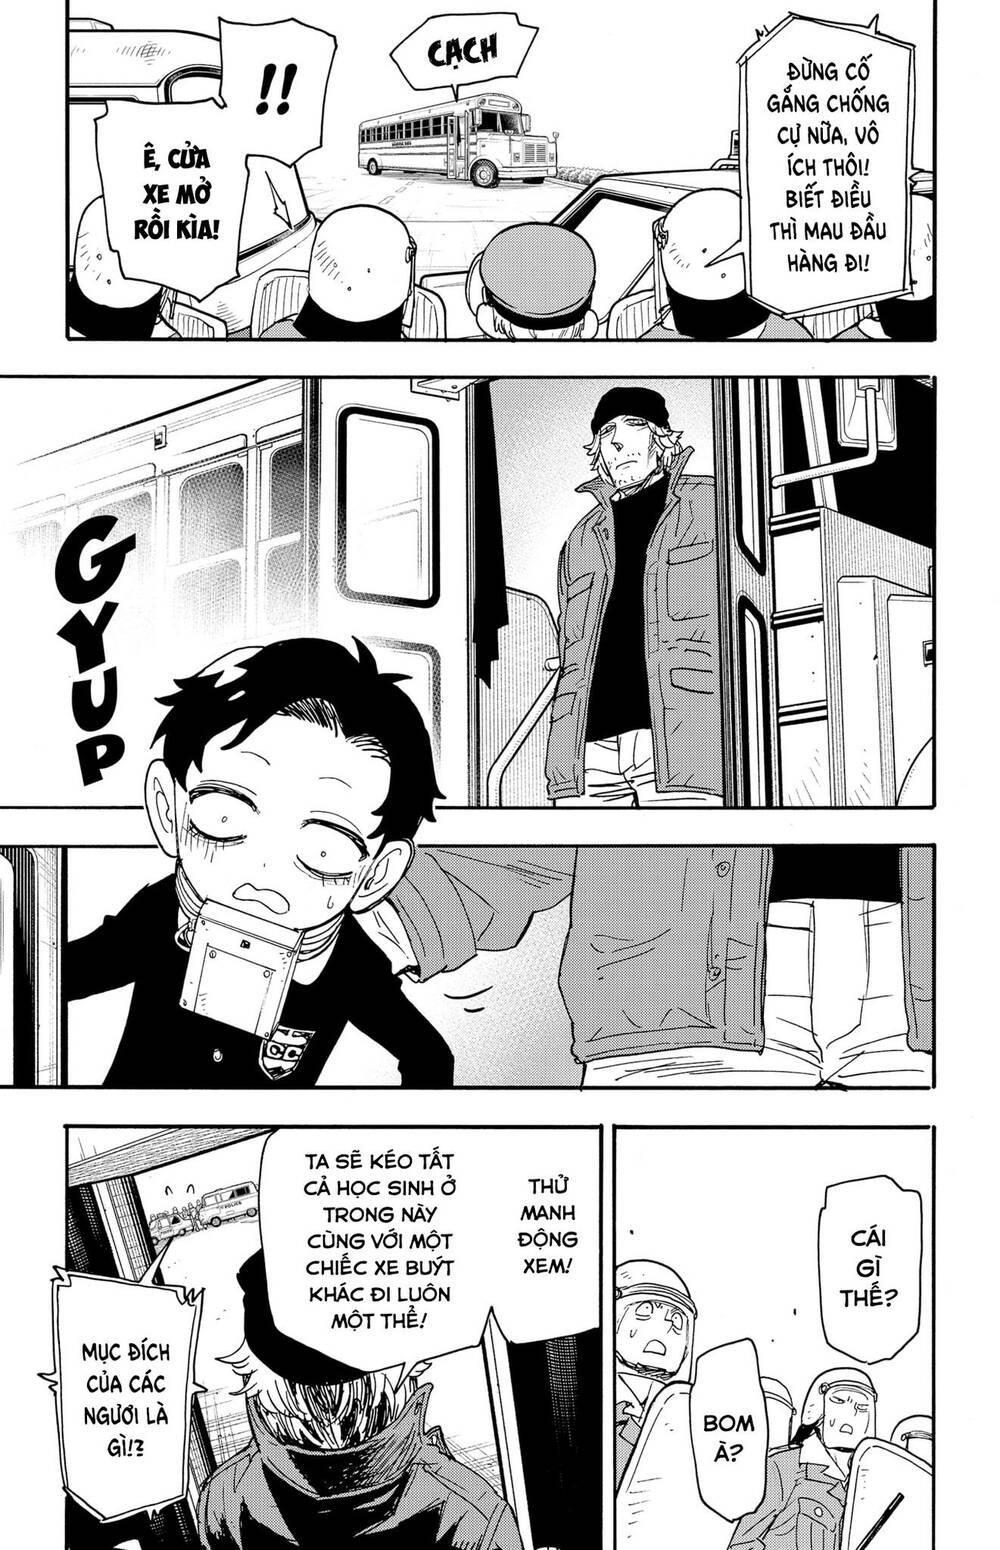 ĐỪNG CỐ
GẮNG CHỐNG
CỰ NỮA, VÔ
ÍCH THÔI!
BIẾT ĐIỀU
THÌ MAU ĐẦU
HÀNG ĐI!
CẠCH
!!
Ê, CỬA
XE MỞ
RỒI KÌA!
GYUP
CÁI
GÌ
THẾ?
BOM
À?
THỬ
MANH
ĐỘNG
XEM!
TA SẼ KÉO TẤT
CẢ HỌC SINH Ở
TRONG NÀY
CÙNG VỚI MỘT
CHIẾC XE BUÝT
KHÁC ĐI LUÔN
MỘT THỂ!
POLICE
MỤC ĐÍCH
CỦA CÁC
NGƯƠI LÀ
GÌ!?